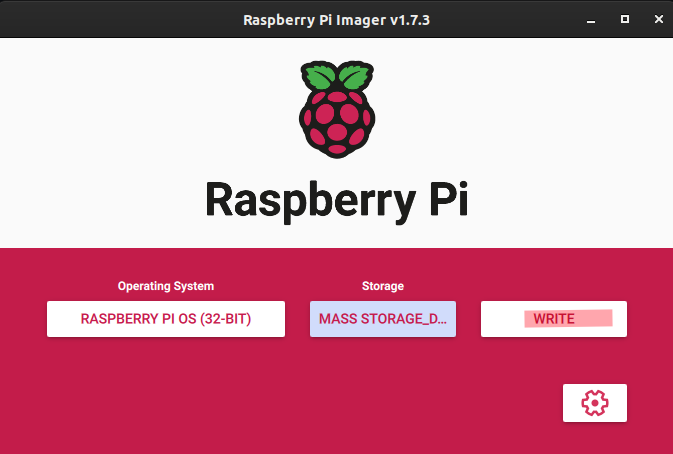 Raspberry Pi Imager v1.7.3
Raspberry Pi
Operating System
Storage
RASPBERRY PI OS (32-BIT)
MASS STORAGE_D...
WRITE